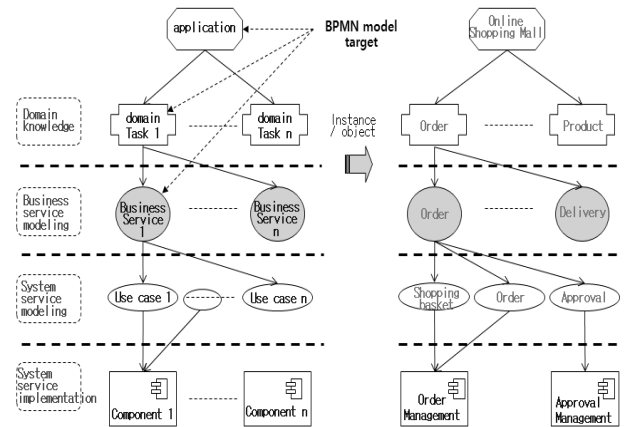 application
BPMN model
target
Online
Shopping Mall
Domain
knowledge
domain
Task 1
domain
Task n
Instance
/ object
Order
Product
Business
service
modeling
Business
Service
1
Business
Service
n
Order
Delivery
System
service
modeling
Use case 1
Use case n
Shopping
basket
Order
Approval
System
service
implementation
Component 1
Component n
Order
Management
Approval
Management